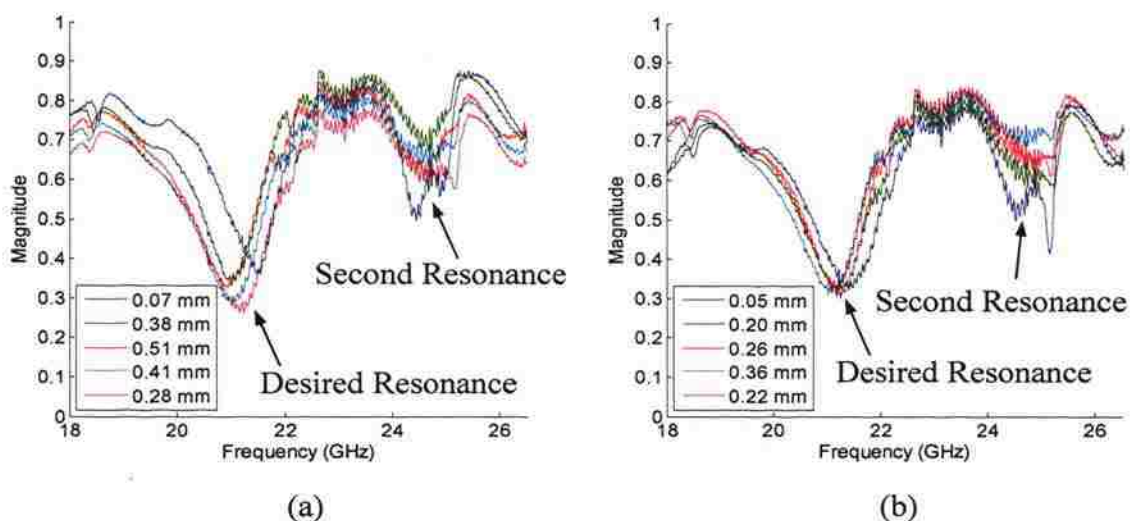 1
0.9
0.8
0.7
0.6
0.5
0.4
0.3
0.2
0.1
0
Magnitude
18
20
22
24
26
Frequency (GHz)
0.07 mm
0.38 mm
0.51 mm
0.41 mm
0.28 mm
Second Resonance
Desired Resonance
(a)
1
0.9
0.8
0.7
0.6
0.5
0.4
0.3
0.2
0.1
0
Magnitude
18
20
22
24
26
Frequency (GHz)
0.05 mm
0.20 mm
0.26 mm
0.36 mm
0.22 mm
Second Resonance
Desired Resonance
(b)